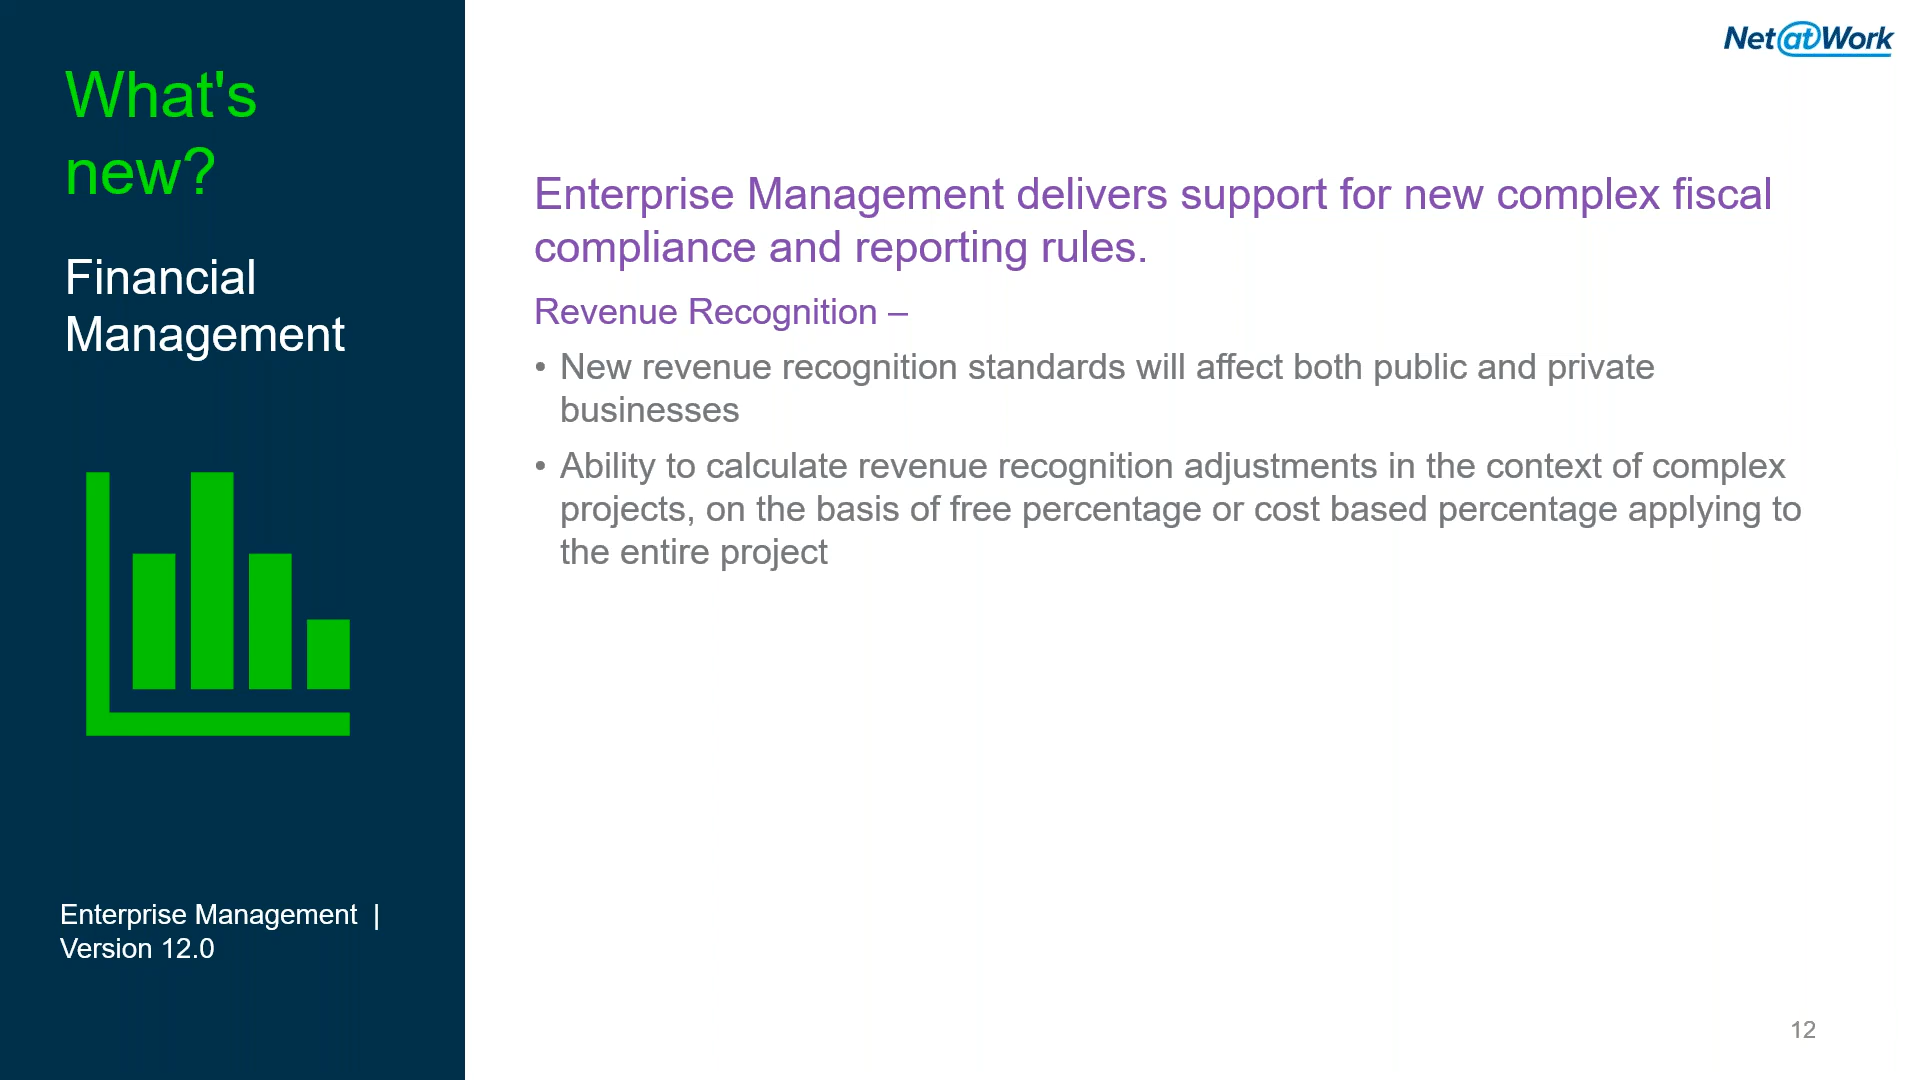 What's
new?
Financial
Management
Enterprise Management |
Version 12.0
Net@Work
Enterprise Management delivers support for new complex fiscal
compliance and reporting rules.
Revenue Recognition –
• New revenue recognition standards will affect both public and private
businesses
• Ability to calculate revenue recognition adjustments in the context of complex
projects, on the basis of free percentage or cost based percentage applying to
the entire project
12